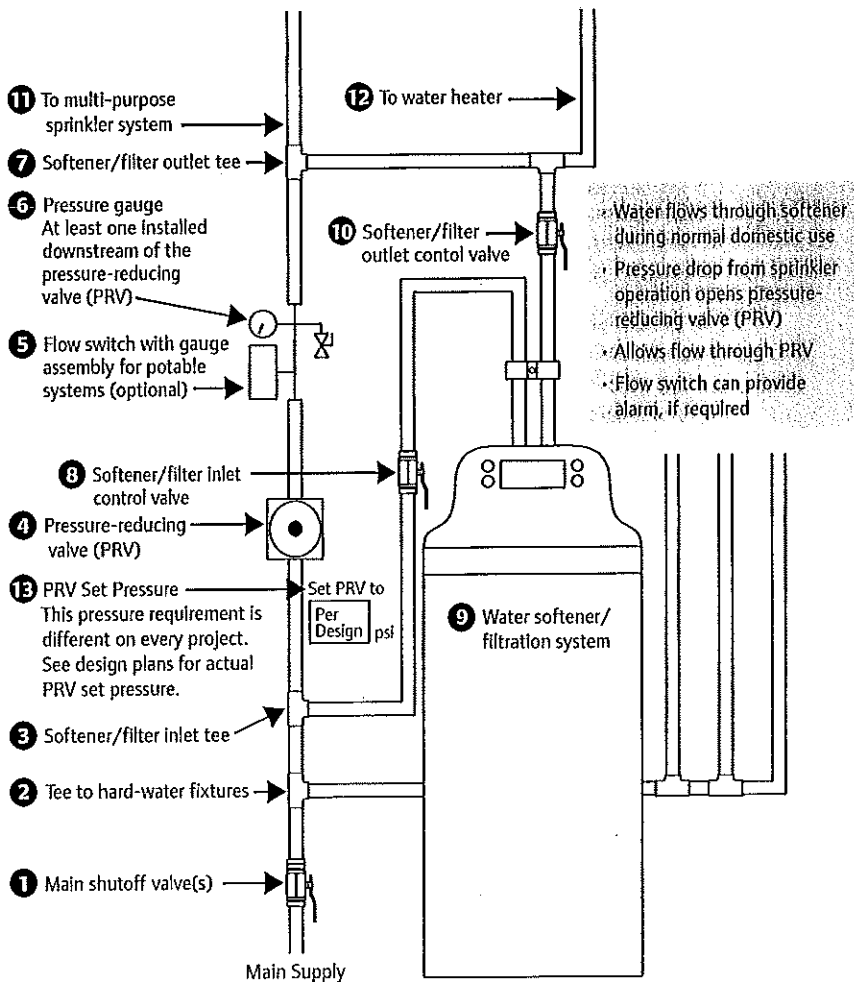 11 To multi-purpose
sprinkler system
12 To water heater
7 Softener/filter outlet tee
6 Pressure gauge
At least one installed
downstream of the
pressure-reducing
valve (PRV)
10 Softener/filter
outlet contol valve
• Water flows through softener
during normal domestic use
• Pressure drop from sprinkler
operation opens pressure-
reducing valve (PRV)
• Allows flow through PRV
• Flow switch can provide
alarm, if required
5 Flow switch with gauge
assembly for potable
systems (optional)
8 Softener/filter inlet
control valve
4 Pressure-reducing
valve (PRV)
13 PRV Set Pressure
This pressure requirement is
different on every project.
See design plans for actual
PRV set pressure.
Set PRV to
Per
Design psi
9 Water softener/
filtration system
3 Softener/filter inlet tee
2 Tee to hard-water fixtures
1 Main shutoff valve(s)
Main Supply